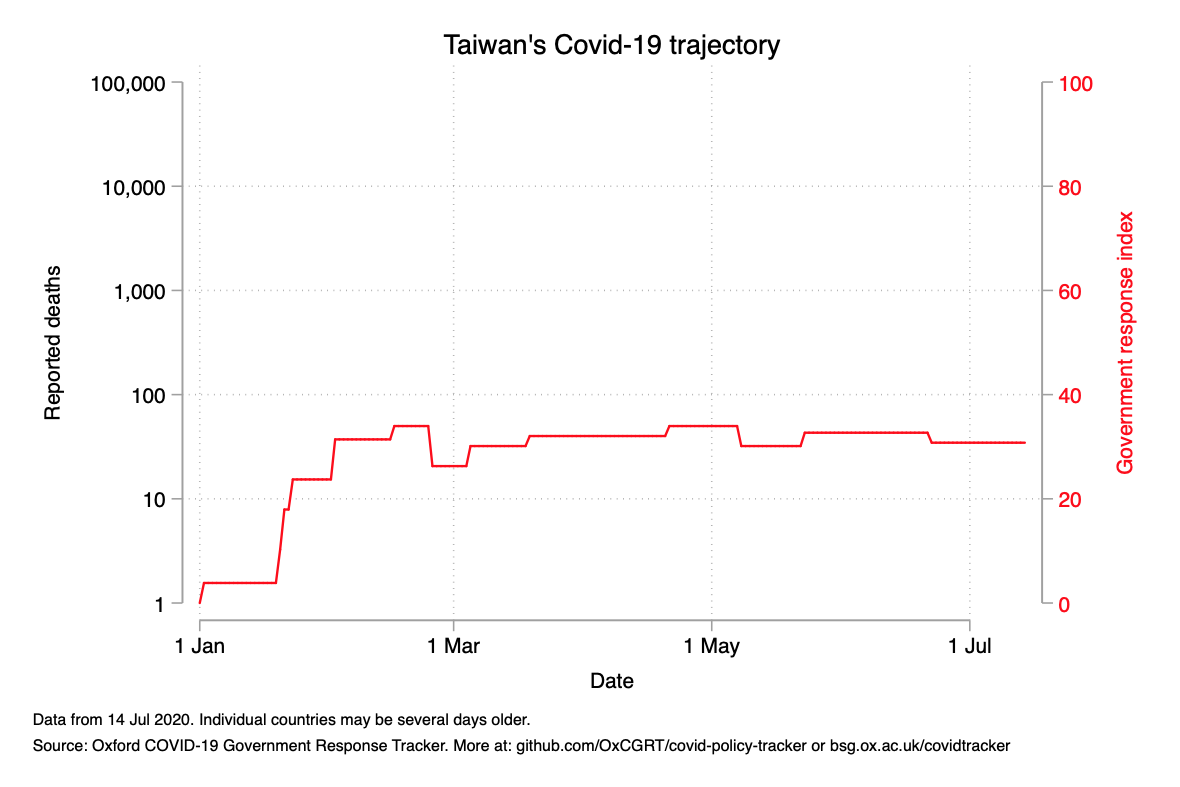 Taiwan's Covid-19 trajectory
100,000
10,000
1,000
100
10
1
Reported deaths
100
80
60
40
20
0
Government response index
1 Jan
1 Mar
1 May
1 Jul
Date
Data from 14 Jul 2020. Individual countries may be several days older.
Source: Oxford COVID-19 Government Response Tracker. More at: github.com/OxCGRT/covid-policy-tracker or bsg.ox.ac.uk/covidtracker